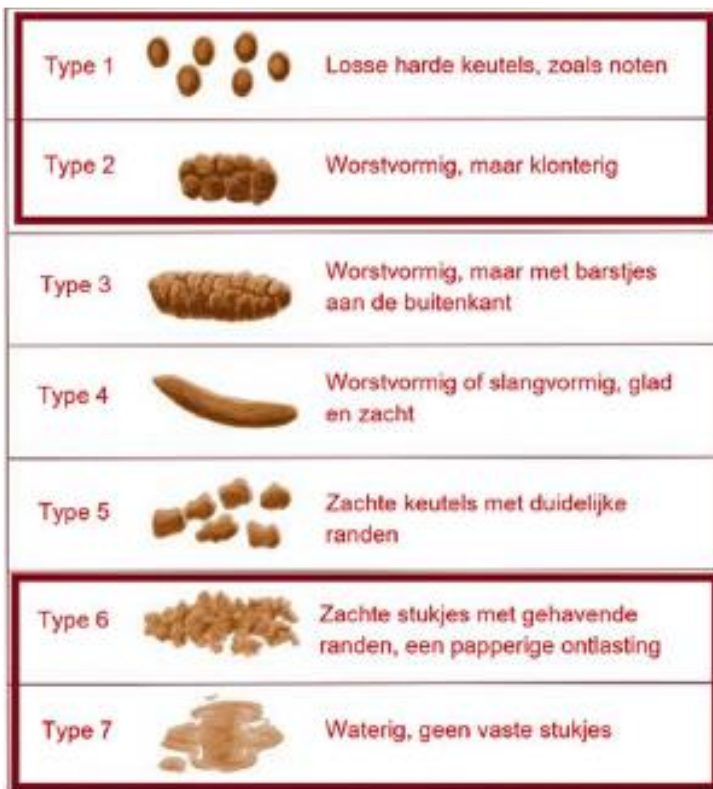 Type 1
Losse harde keutels, zoals noten
Type 2
Worstvormig, maar klonterig
Type 3
Worstvormig, maar met barstjes
aan de buitenkant
Type 4
Worstvormig of slangvormig, glad
en zacht
Type 5
Zachte keutels met duidelijke
randen
Type 6
Zachte stukjes met gehavende
randen, een papperige ontlasting
Type 7
Waterig, geen vaste stukjes